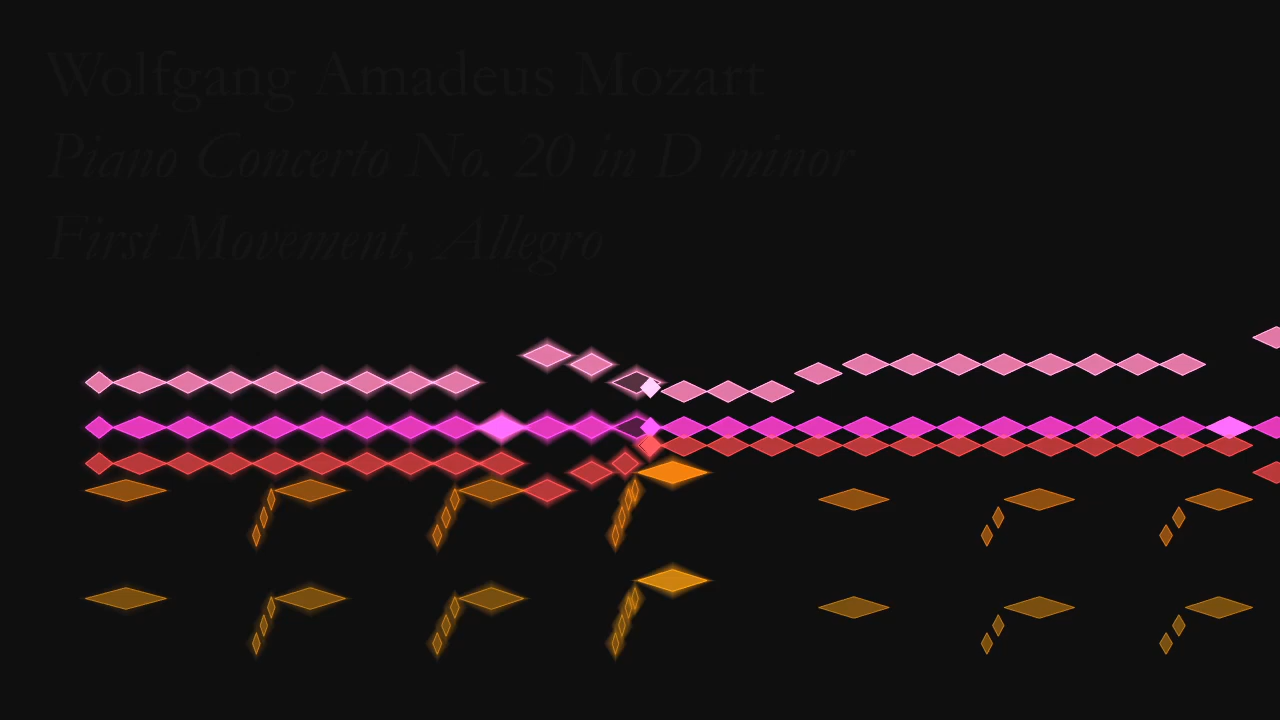 Wolfgang Amadeus Mozart
Piano Concerto No. 20 in D minor
First Movement, Allegro